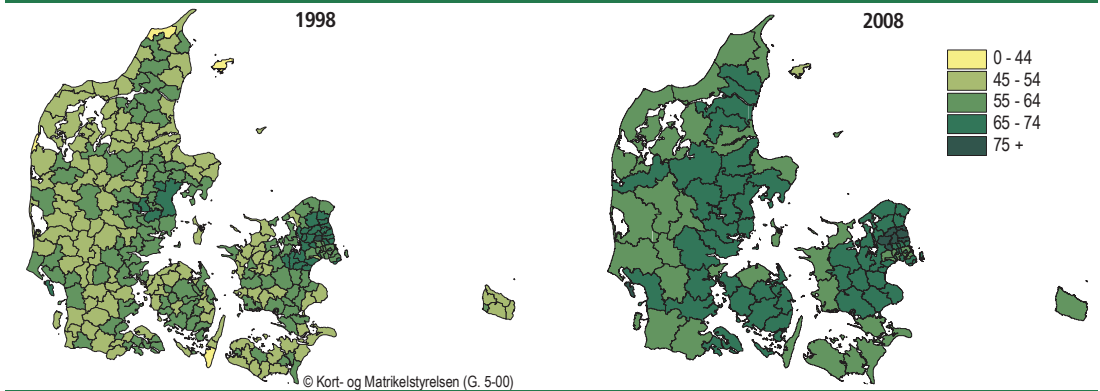 1998
2008
0 - 44
45 - 54
55 - 64
65 - 74
75 +
© Kort- og Matrikelstyrelsen (G. 5-00)